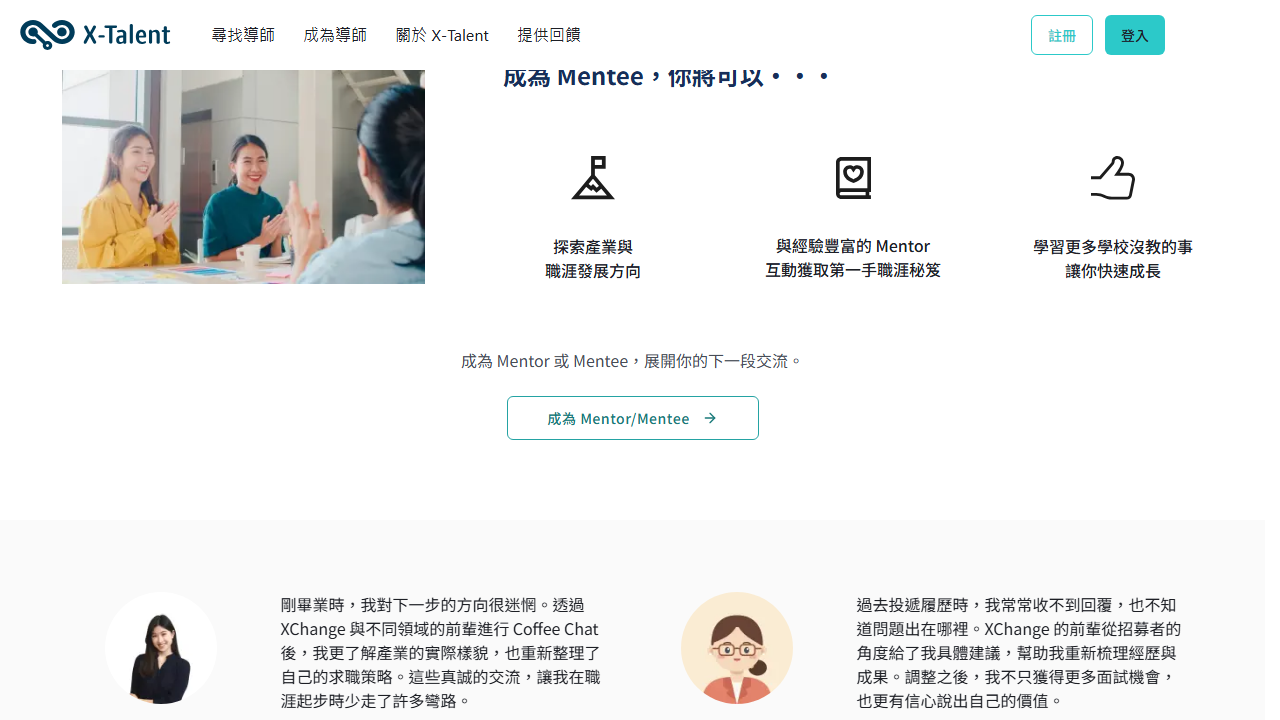 X-Talent
尋找導師
成為導師
關於 X-Talent
提供回饋
註冊
登入
成為 Mentee，你將可以・・・
探索產業與
職涯發展方向
與經驗豐富的 Mentor
互動獲取第一手職涯秘笈
學習更多學校沒教的事
讓你快速成長
成為 Mentor 或 Mentee，展開你的下一段交流。
成為 Mentor/Mentee →
剛畢業時，我對下一步的方向很迷惘。透過
XChange 與不同領域的前輩進行 Coffee Chat
後，我更了解產業的實際樣貌，也重新整理了
自己的求職策略。這些真誠的交流，讓我在職
涯起步時少走了許多彎路。
過去投遞履歷時，我常常收不到回覆，也不知
道問題出在哪裡。XChange 的前輩從招募者的
角度給了我具體建議，幫助我重新梳理經歷與
成果。調整之後，我不只獲得更多面試機會，
也更有信心說出自己的價值。